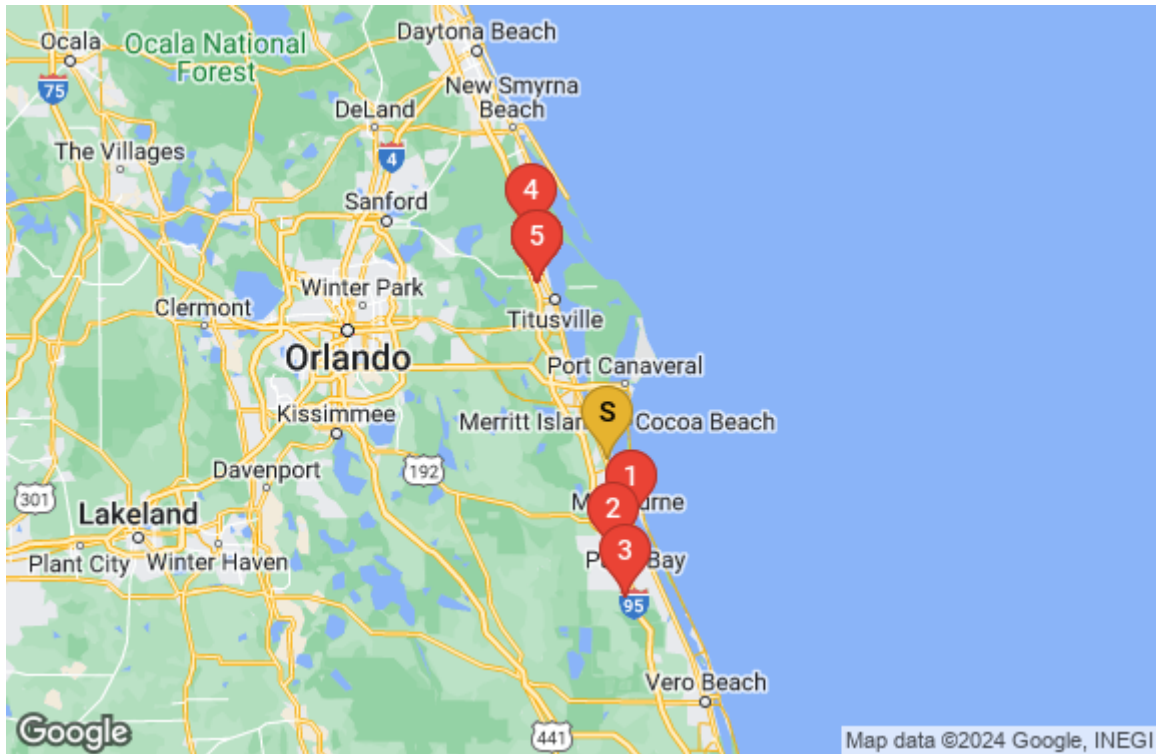 Ocala
Ocala National
Forest
Daytona Beach
75
New Smyrna
Beach
DeLand
The Villages
4
4
Sanford
5
Winter Park
Clermont
Titusville
Orlando
Port Canaveral
S
Kissimmee
Merritt Islan
Cocoa Beach
Davenport
192
1
301
M
urne
2
Lakeland
3
Plant City
Winter Haven
P
Bay
95
Vero Beach
441
Google
Map data ©2024 Google, INEGI